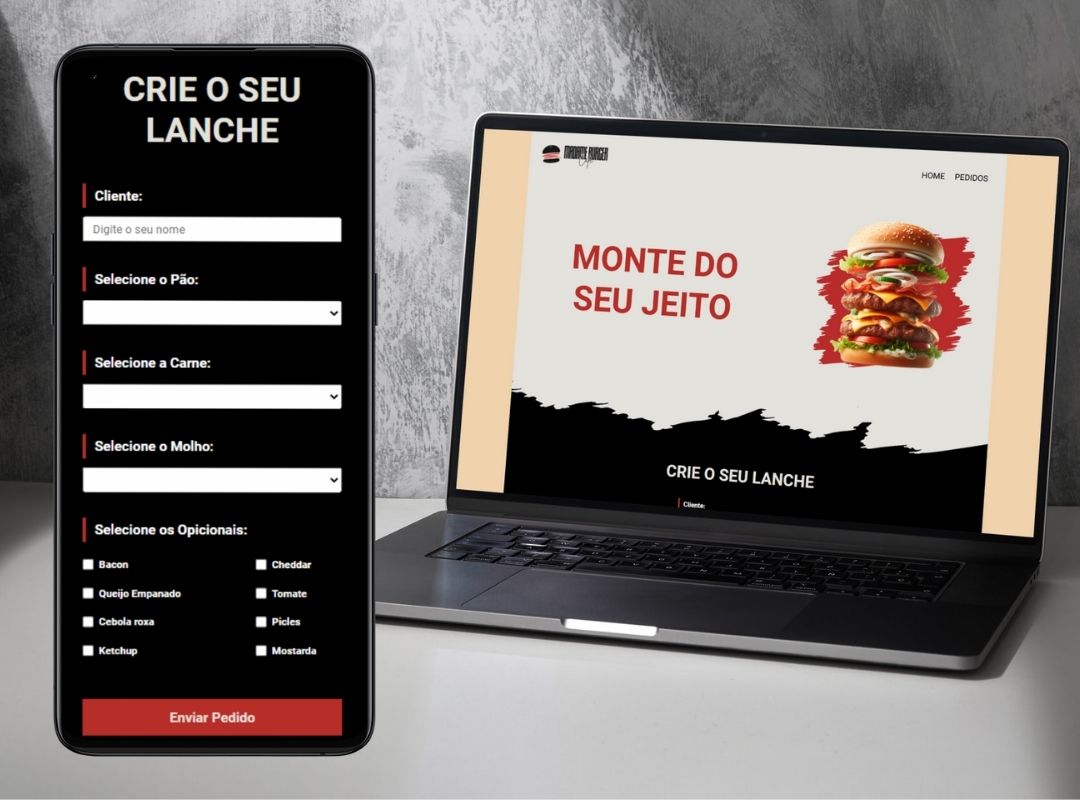 CRIE O SEU
LANCHE
Cliente:
Digite o seu nome
Selecione o Pão:
Selecione a Carne:
Selecione o Molho:
Selecione os Opicionais:
Bacon
Cheddar
Queijo Empanado
Tomate
Cebola roxa
Picles
Ketchup
Mostarda
Enviar Pedido
MADAME BURGER
Café
HOME PEDIDOS
MONTE DO
SEU JEITO
CRIE O SEU LANCHE
Cliente: